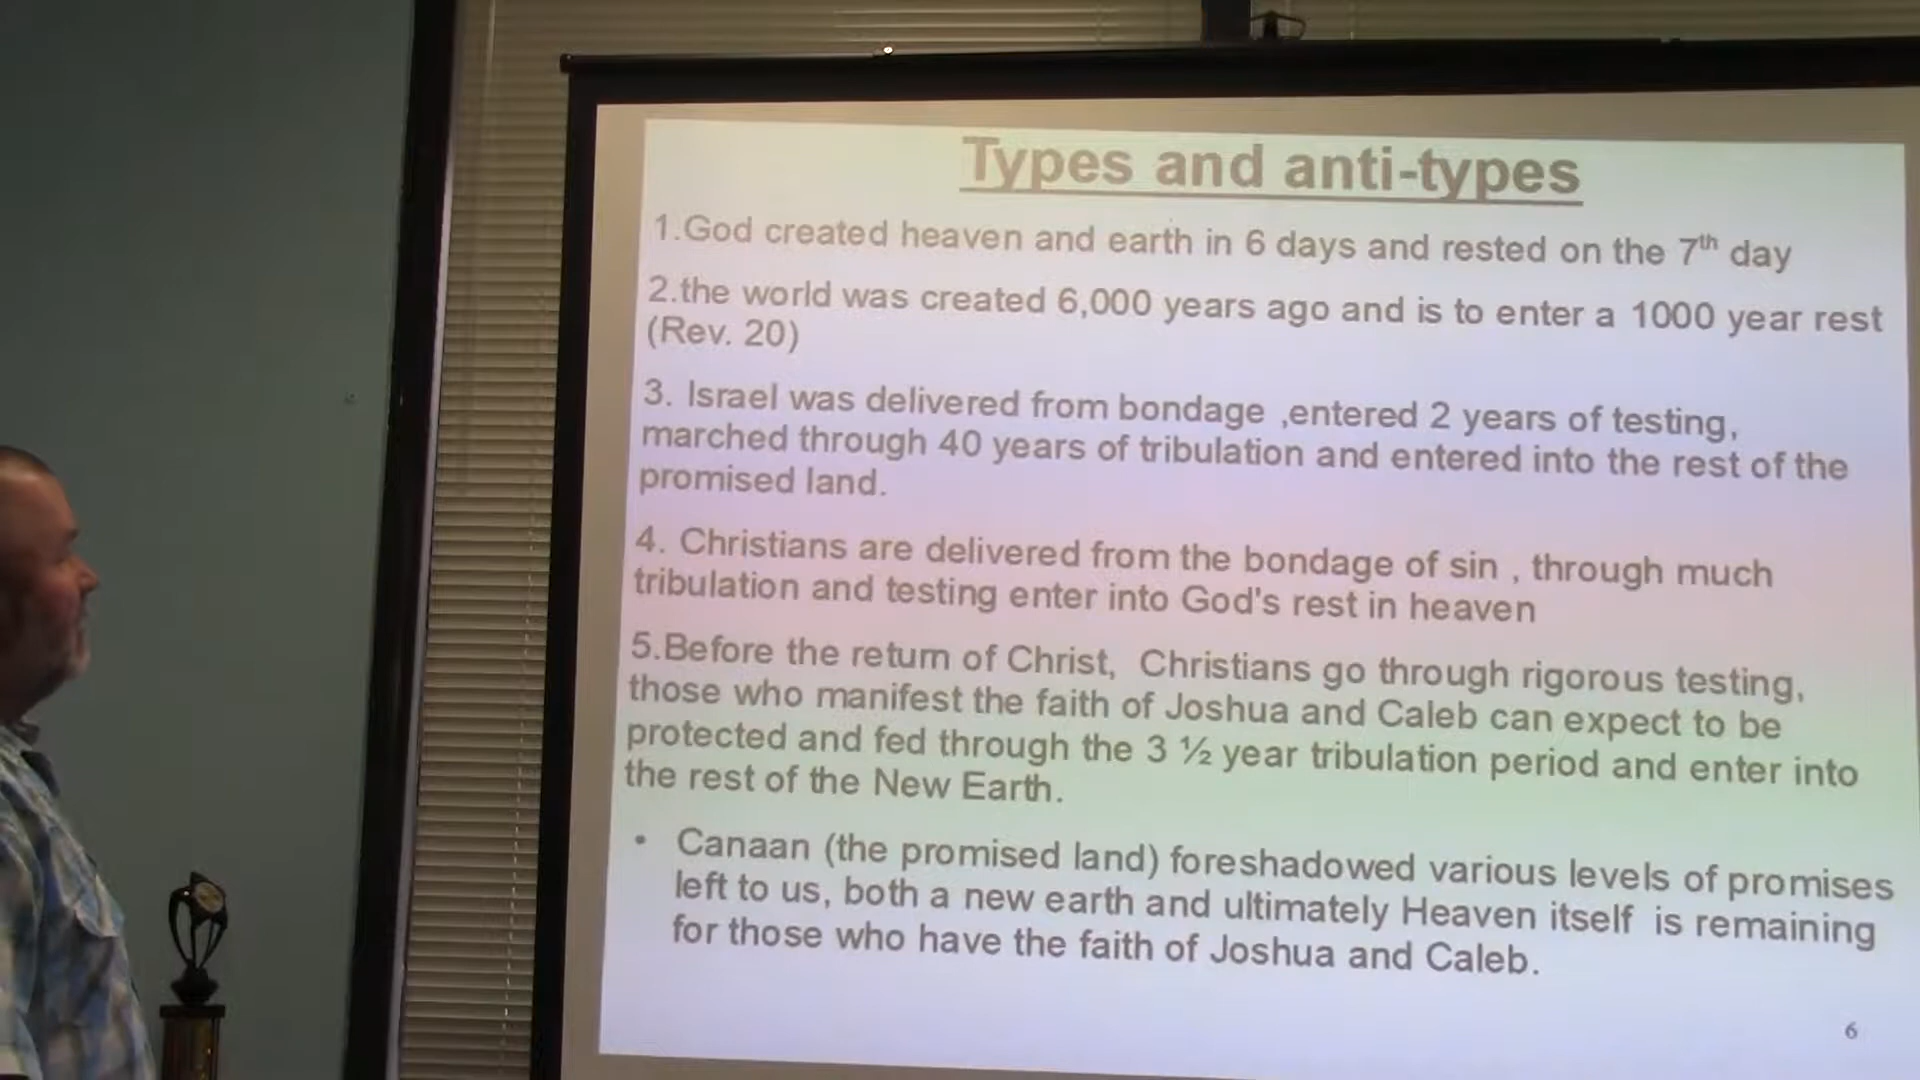 Types and anti-types
1.God created heaven and earth in 6 days and rested on the 7th day
2.the world was created 6,000 years ago and is to enter a 1000 year rest
(Rev. 20)
3. Israel was delivered from bondage ,entered 2 years of testing,
marched through 40 years of tribulation and entered into the rest of the
promised land.
4. Christians are delivered from the bondage of sin , through much
tribulation and testing enter into God's rest in heaven
5.Before the return of Christ, Christians go through rigorous testing,
those who manifest the faith of Joshua and Caleb can expect to be
protected and fed through the 3 ½ year tribulation period and enter into
the rest of the New Earth.
• Canaan (the promised land) foreshadowed various levels of promises
left to us, both a new earth and ultimately Heaven itself is remaining
for those who have the faith of Joshua and Caleb.
6